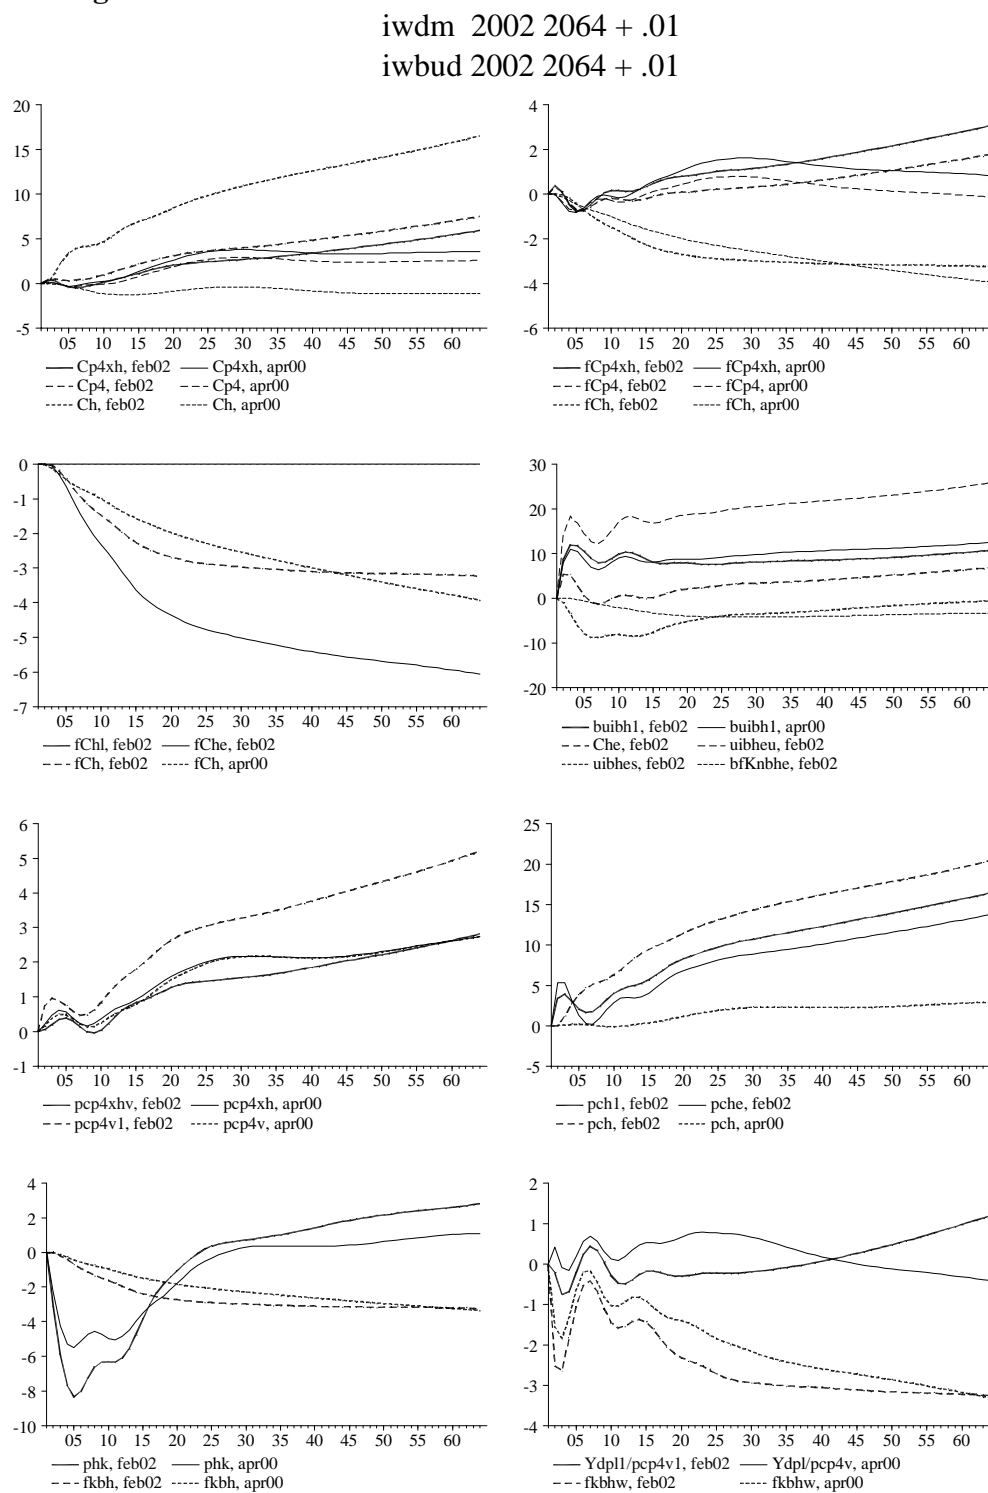 iwdm 2002 2064 + .01
iwbud 2002 2064 + .01
20
15
10
5
0
-5
05 10 15 20 25 30 35 40 45 50 55 60
Cp4xh, feb02 Cp4xh, apr00
Cp4, feb02 Cp4, apr00
Ch, feb02 Ch, apr00
4
2
0
-2
-4
-6
05 10 15 20 25 30 35 40 45 50 55 60
fCp4xh, feb02 fCp4xh, apr00
fCp4, feb02 fCp4, apr00
fCh, feb02 fCh, apr00
0
-1
-2
-3
-4
-5
-6
-7
05 10 15 20 25 30 35 40 45 50 55 60
fChl, feb02 fChe, feb02
fCh, feb02 fCh, apr00
30
20
10
0
-10
-20
05 10 15 20 25 30 35 40 45 50 55 60
buibh1, feb02 buibh1, apr00
Che, feb02 uibheu, feb02
uibhes, feb02 bfKnbhe, feb02
6
5
4
3
2
1
0
-1
05 10 15 20 25 30 35 40 45 50 55 60
pcp4xhv, feb02 pcp4xh, apr00
pcp4v1, feb02 pcp4v, apr00
25
20
15
10
5
0
-5
05 10 15 20 25 30 35 40 45 50 55 60
pch1, feb02 pche, feb02
pch, feb02 pch, apr00
4
2
0
-2
-4
-6
-8
-10
05 10 15 20 25 30 35 40 45 50 55 60
phk, feb02 phk, apr00
fkbh, feb02 fkbh, apr00
2
1
0
-1
-2
-3
-4
05 10 15 20 25 30 35 40 45 50 55 60
Ydpl1/pcp4v1, feb02 Ydpl/pcp4v, apr00
fkbhw, feb02 fkbhw, apr00